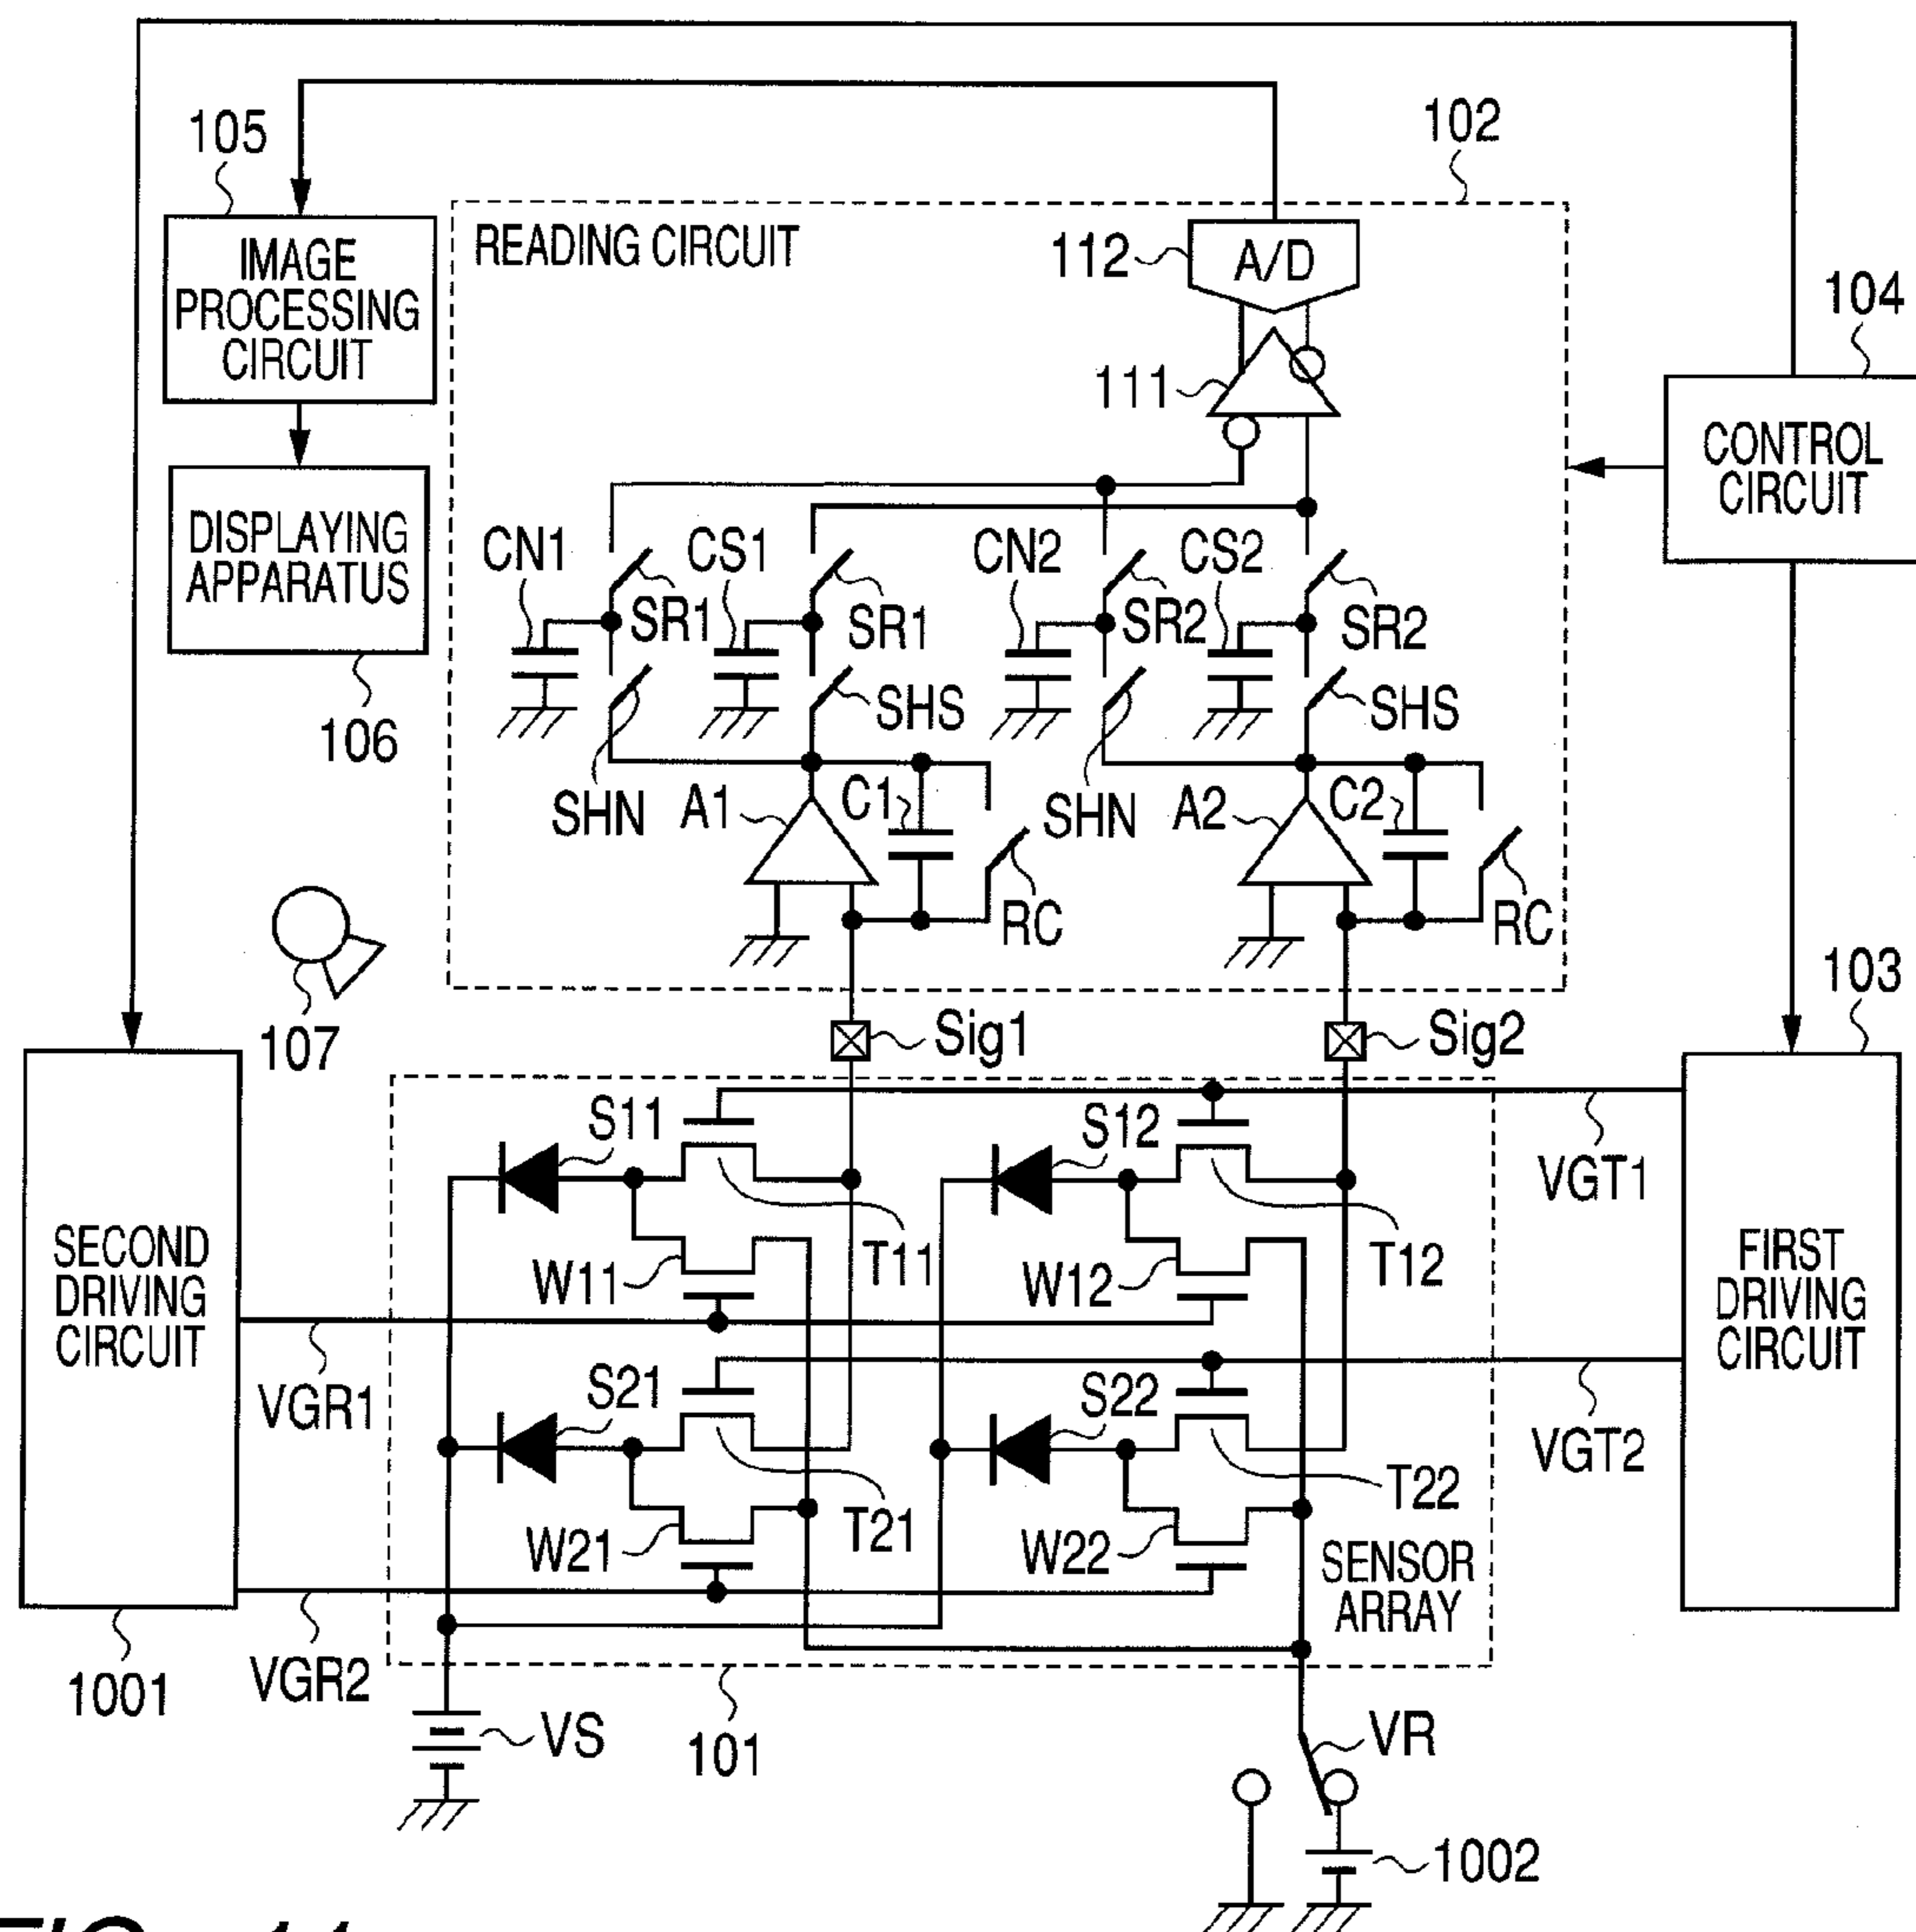 105
102
READING CIRCUIT
IMAGE
PROCESSING
CIRCUIT
112
A/D
104
111
CONTROL
CIRCUIT
DISPLAYING
APPARATUS
CN1
CS1
CN2
CS2
SR1
SR1
SR2
SR2
SHS
SHS
106
SHN
A1
C1
SHN
A2
C2
RC
RC
107
103
Sig1
Sig2
S11
S12
VGT1
SECOND
DRIVING
CIRCUIT
W11
T11
W12
T12
FIRST
DRIVING
CIRCUIT
VGR1
S21
S22
VGT2
T22
W21
T21
W22
SENSOR
ARRAY
1001
VGR2
VS
101
VR
1002